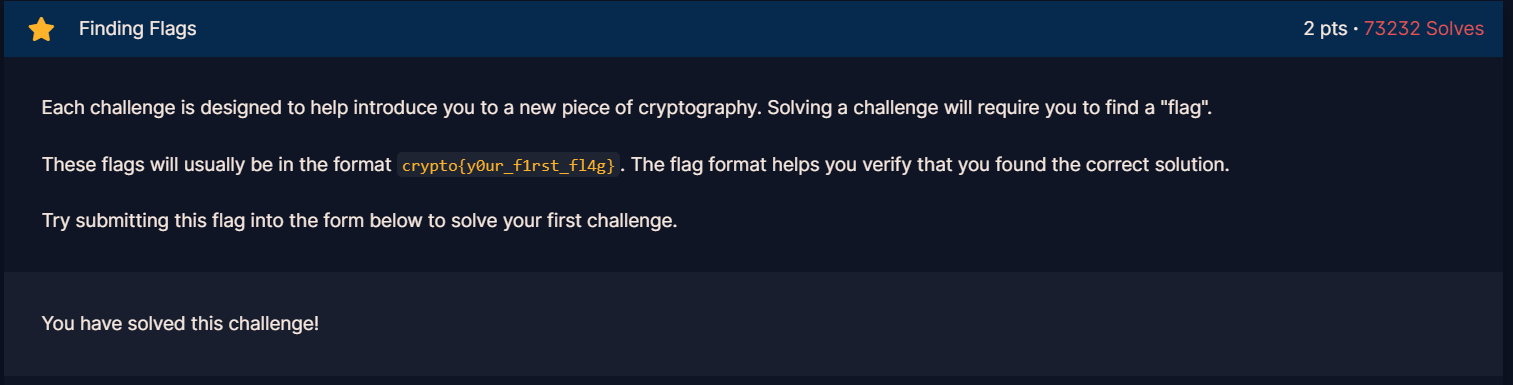 Finding Flags
2 pts · 73232 Solves
Each challenge is designed to help introduce you to a new piece of cryptography. Solving a challenge will require you to find a "flag".
These flags will usually be in the format crypto{y0ur_f1rst_fl4g}. The flag format helps you verify that you found the correct solution.
Try submitting this flag into the form below to solve your first challenge.
You have solved this challenge!